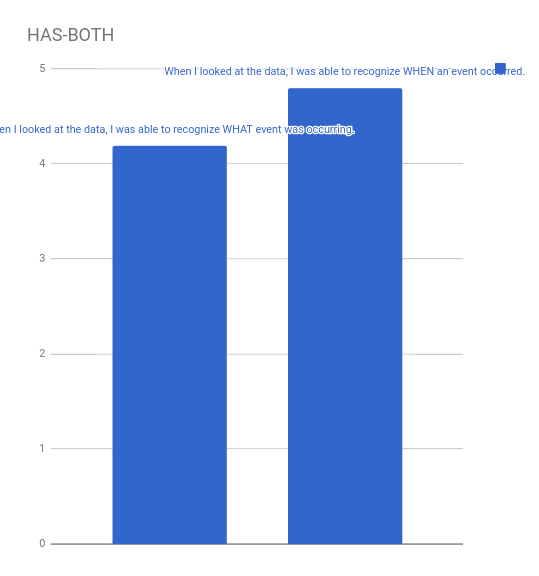 HAS-BOTH
5
When I looked at the data, I was able to recognize WHEN an event occurred.
en I looked at the data, I was able to recognize WHAT event was occurring.
4
3
2
1
0